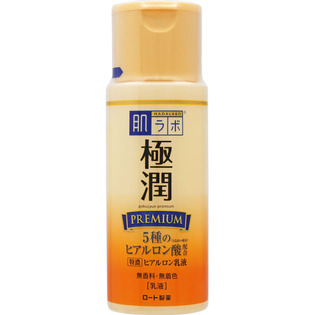 HADALABO
肌ラボ
極潤
Gokujyun premium
PREMIUM
5種の
ヒアルロン酸配合
特濃 ヒアルロン乳液
無香料・無着色
[乳液]
ロート製薬